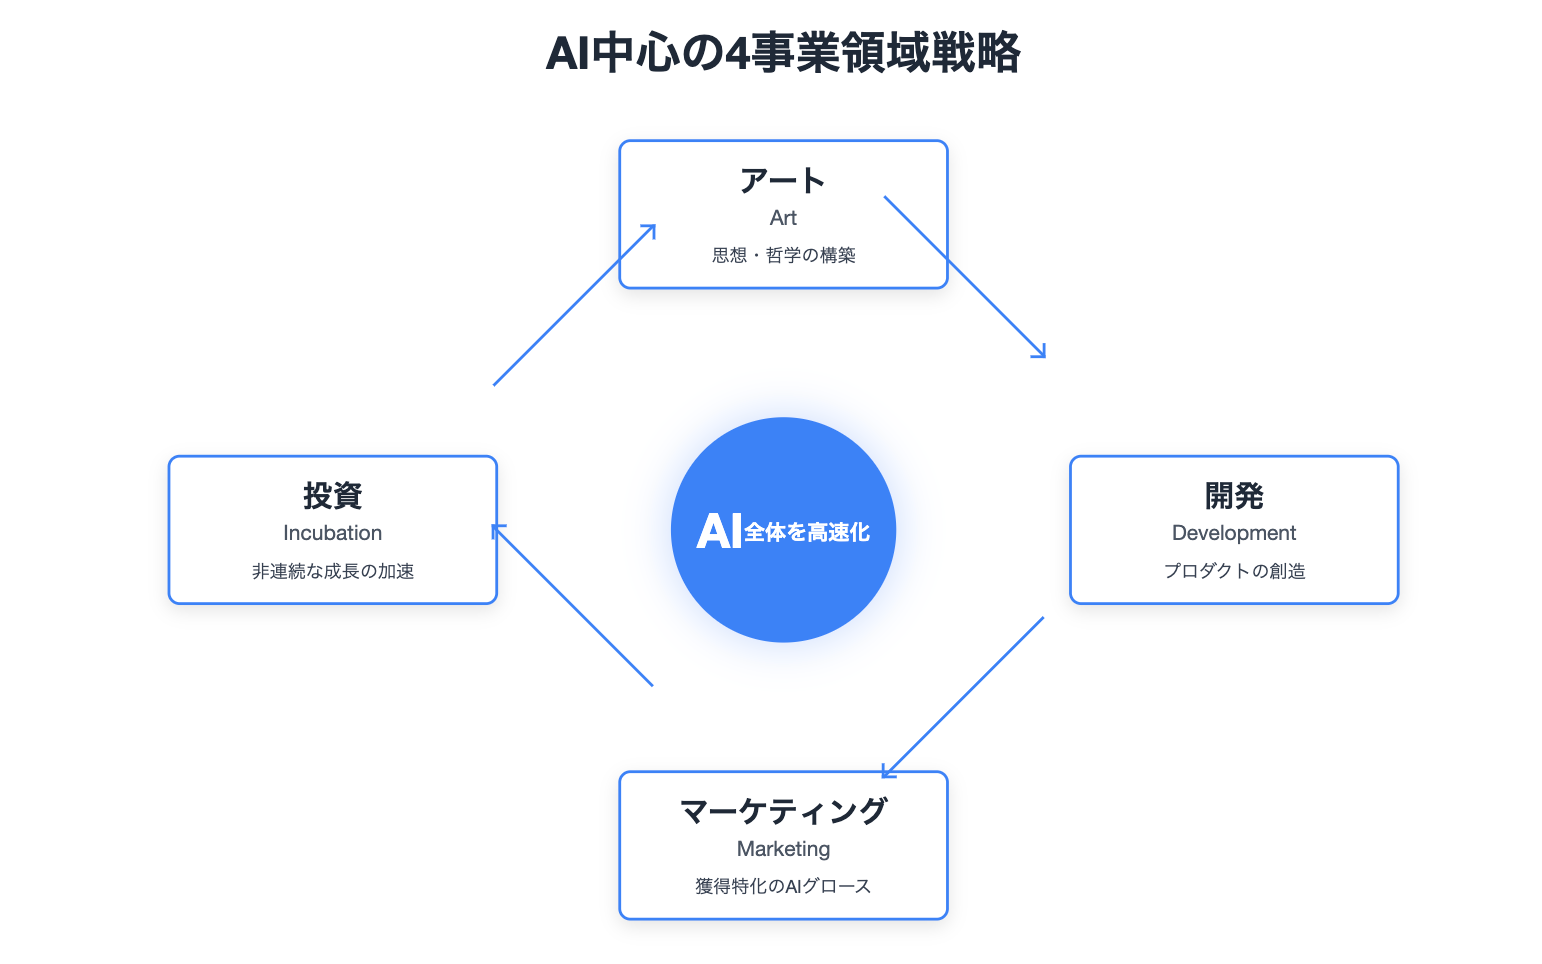 AI中心の4事業領域戦略
アート
Art
思想・哲学の構築
投資
Incubation
非連続な成長の加速
AI全体を高速化
開発
Development
プロダクトの創造
マーケティング
Marketing
獲得特化のAIグロース